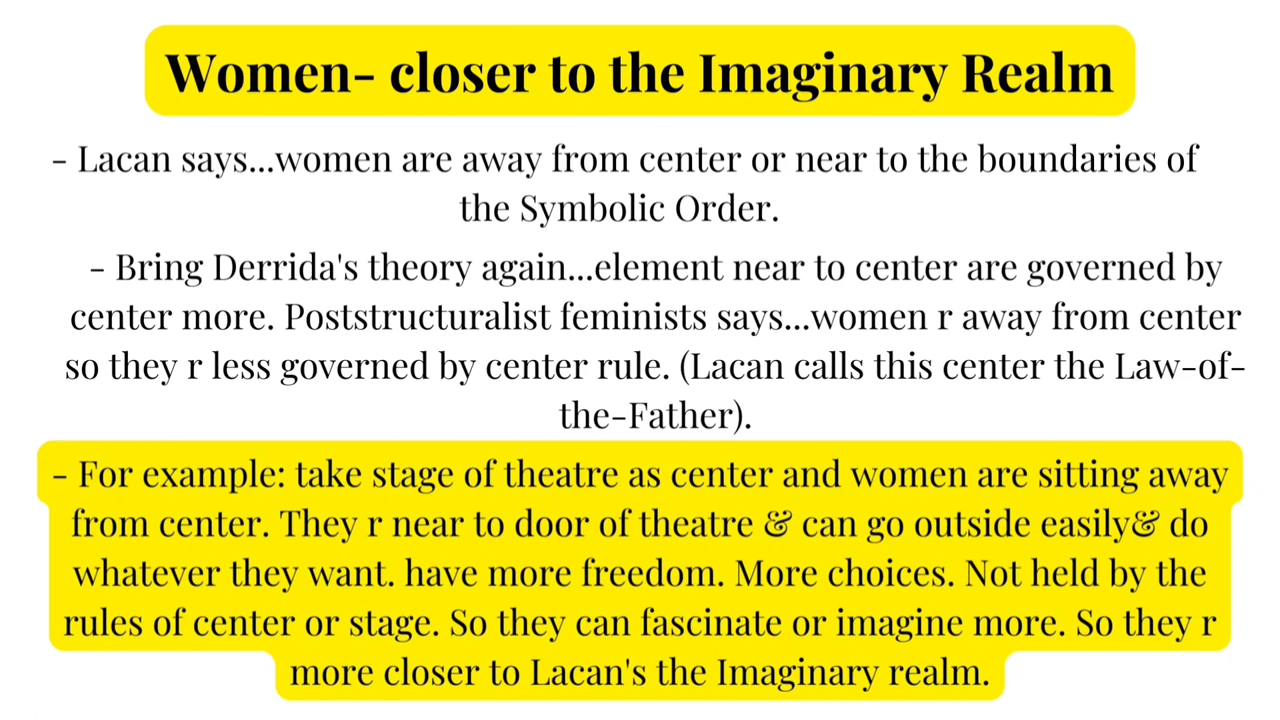 Women- closer to the Imaginary Realm
- Lacan says...women are away from center or near to the boundaries of
the Symbolic Order.
- Bring Derrida's theory again...element near to center are governed by
center more. Poststructuralist feminists says...women r away from center
so they r less governed by center rule. (Lacan calls this center the Law-of-
the-Father).
- For example: take stage of theatre as center and women are sitting away
from center. They r near to door of theatre & can go outside easily& do
whatever they want. have more freedom. More choices. Not held by the
rules of center or stage. So they can fascinate or imagine more. So they r
more closer to Lacan's the Imaginary realm.